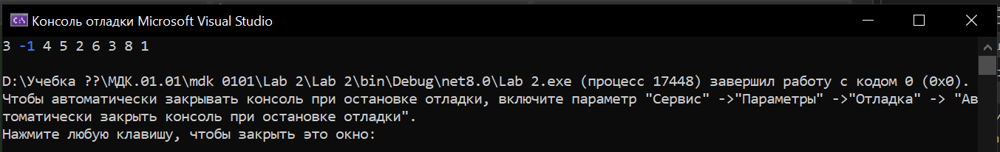 Консоль отладки Microsoft Visual Studio
3 -1 4 5 2 6 3 8 1
D:\Учебка ??\МДК.01.01\mdk 0101\Lab 2\Lab 2\bin\Debug\net8.0\Lab 2.exe (процесс 17448) завершил работу с кодом 0 (0x0).
Чтобы автоматически закрывать консоль при остановке отладки, включите параметр "Сервис" ->"Параметры" ->"Отладка" -> "Ав
томатически закрыть консоль при остановке отладки".
Нажмите любую клавишу, чтобы закрыть это окно: